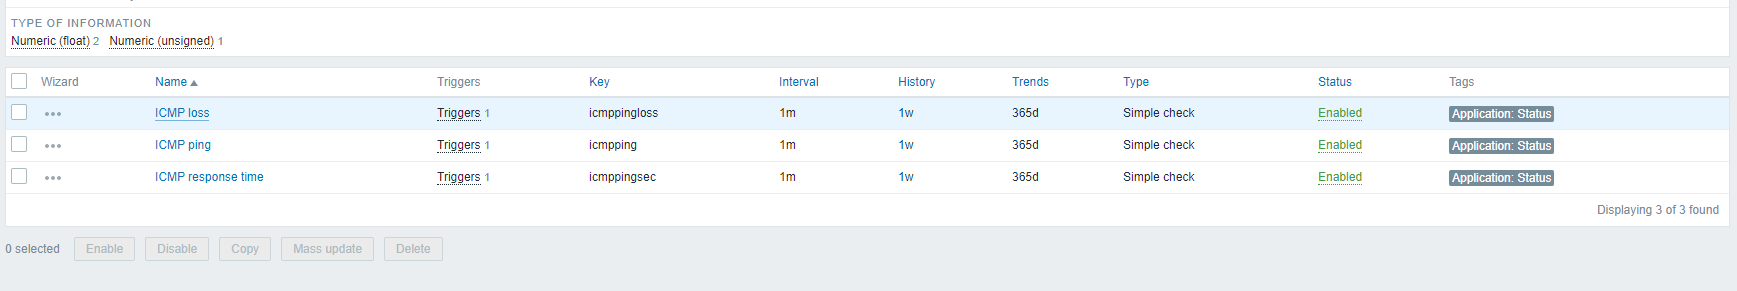 TYPE OF INFORMATION
Numeric (float) 2 Numeric (unsigned) 1
Wizard Name Triggers Key Interval History Trends Type Status Tags
ICMP loss Triggers 1 icmppingloss 1m 1w 365d Simple check Enabled Application: Status
ICMP ping Triggers 1 icmpping 1m 1w 365d Simple check Enabled Application: Status
ICMP response time Triggers 1 icmppingsec 1m 1w 365d Simple check Enabled Application: Status
Displaying 3 of 3 found
0 selected Enable Disable Copy Mass update Delete